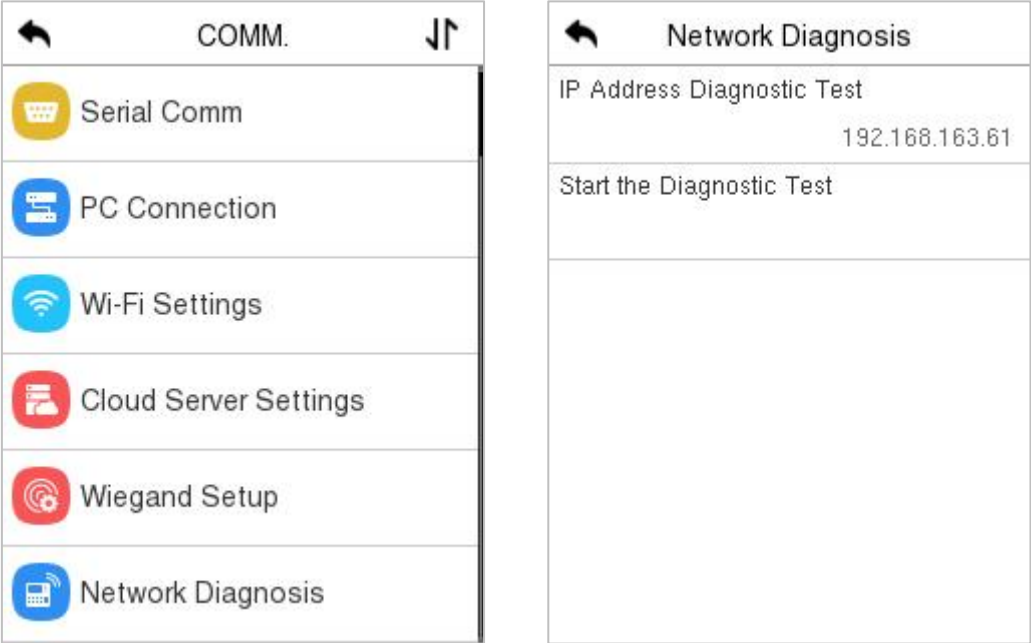 COMM.
Serial Comm
PC Connection
Wi-Fi Settings
Cloud Server Settings
Wiegand Setup
Network Diagnosis
Network Diagnosis
IP Address Diagnostic Test
192.168.163.61
Start the Diagnostic Test